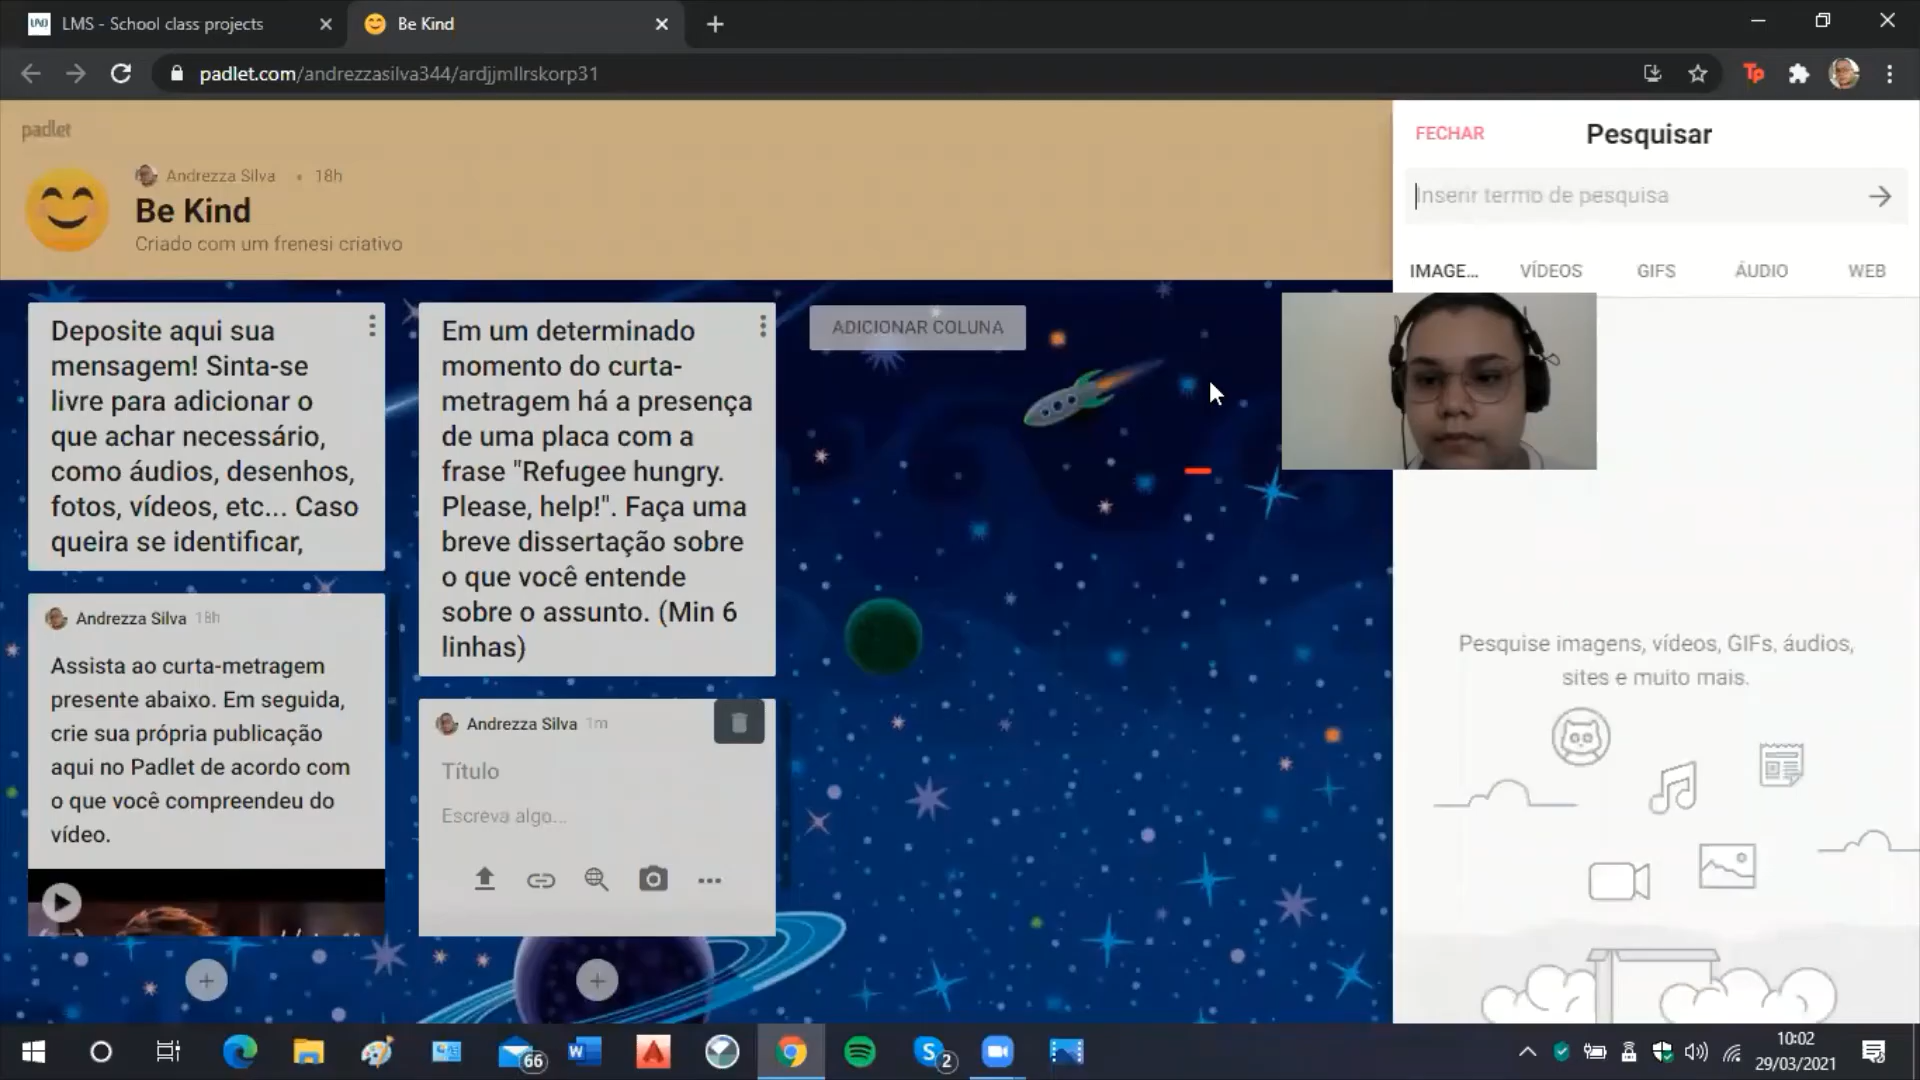 LMS - School class projects
Be Kind
padlet.com/andrezzasilva344/ardjjmllrskorp31
Tp
padlet
Andrezza Silva • 18h
Be Kind
Criado com um frenesi criativo
Deposite aqui sua
mensagem! Sinta-se
livre para adicionar o
que achar necessário,
como áudios, desenhos,
fotos, vídeos, etc... Caso
queira se identificar,
Andrezza Silva 18h
Assista ao curta-metragem
presente abaixo. Em seguida,
crie sua própria publicação
aqui no Padlet de acordo com
o que você compreendeu do
vídeo.
Em um determinado
momento do curta-
metragem há a presença
de uma placa com a
frase "Refugee hungry.
Please, help!". Faça uma
breve dissertação sobre
o que você entende
sobre o assunto. (Min 6
linhas)
Andrezza Silva 1m
Título
Escreva algo...
ADICIONAR COLUNA
FECHAR
Pesquisar
Inserir termo de pesquisa
IMAGE...
VÍDEOS
GIFS
ÁUDIO
WEB
Pesquise imagens, vídeos, GIFs, áudios,
sites e muito mais.
66
2
10:02
29/03/2021